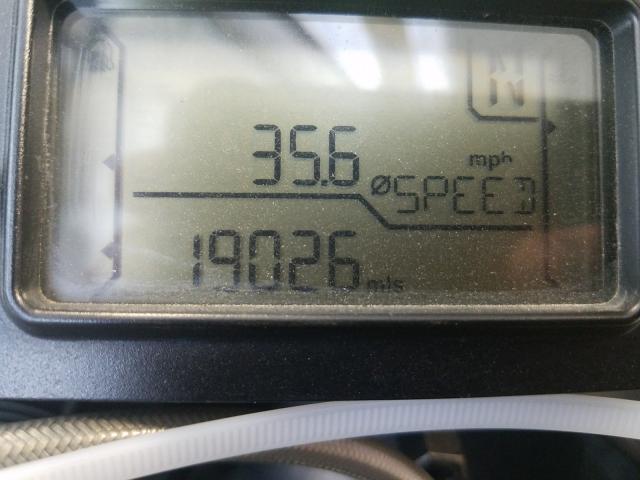 N
35.6 mph
ØSPEED
19026 mls